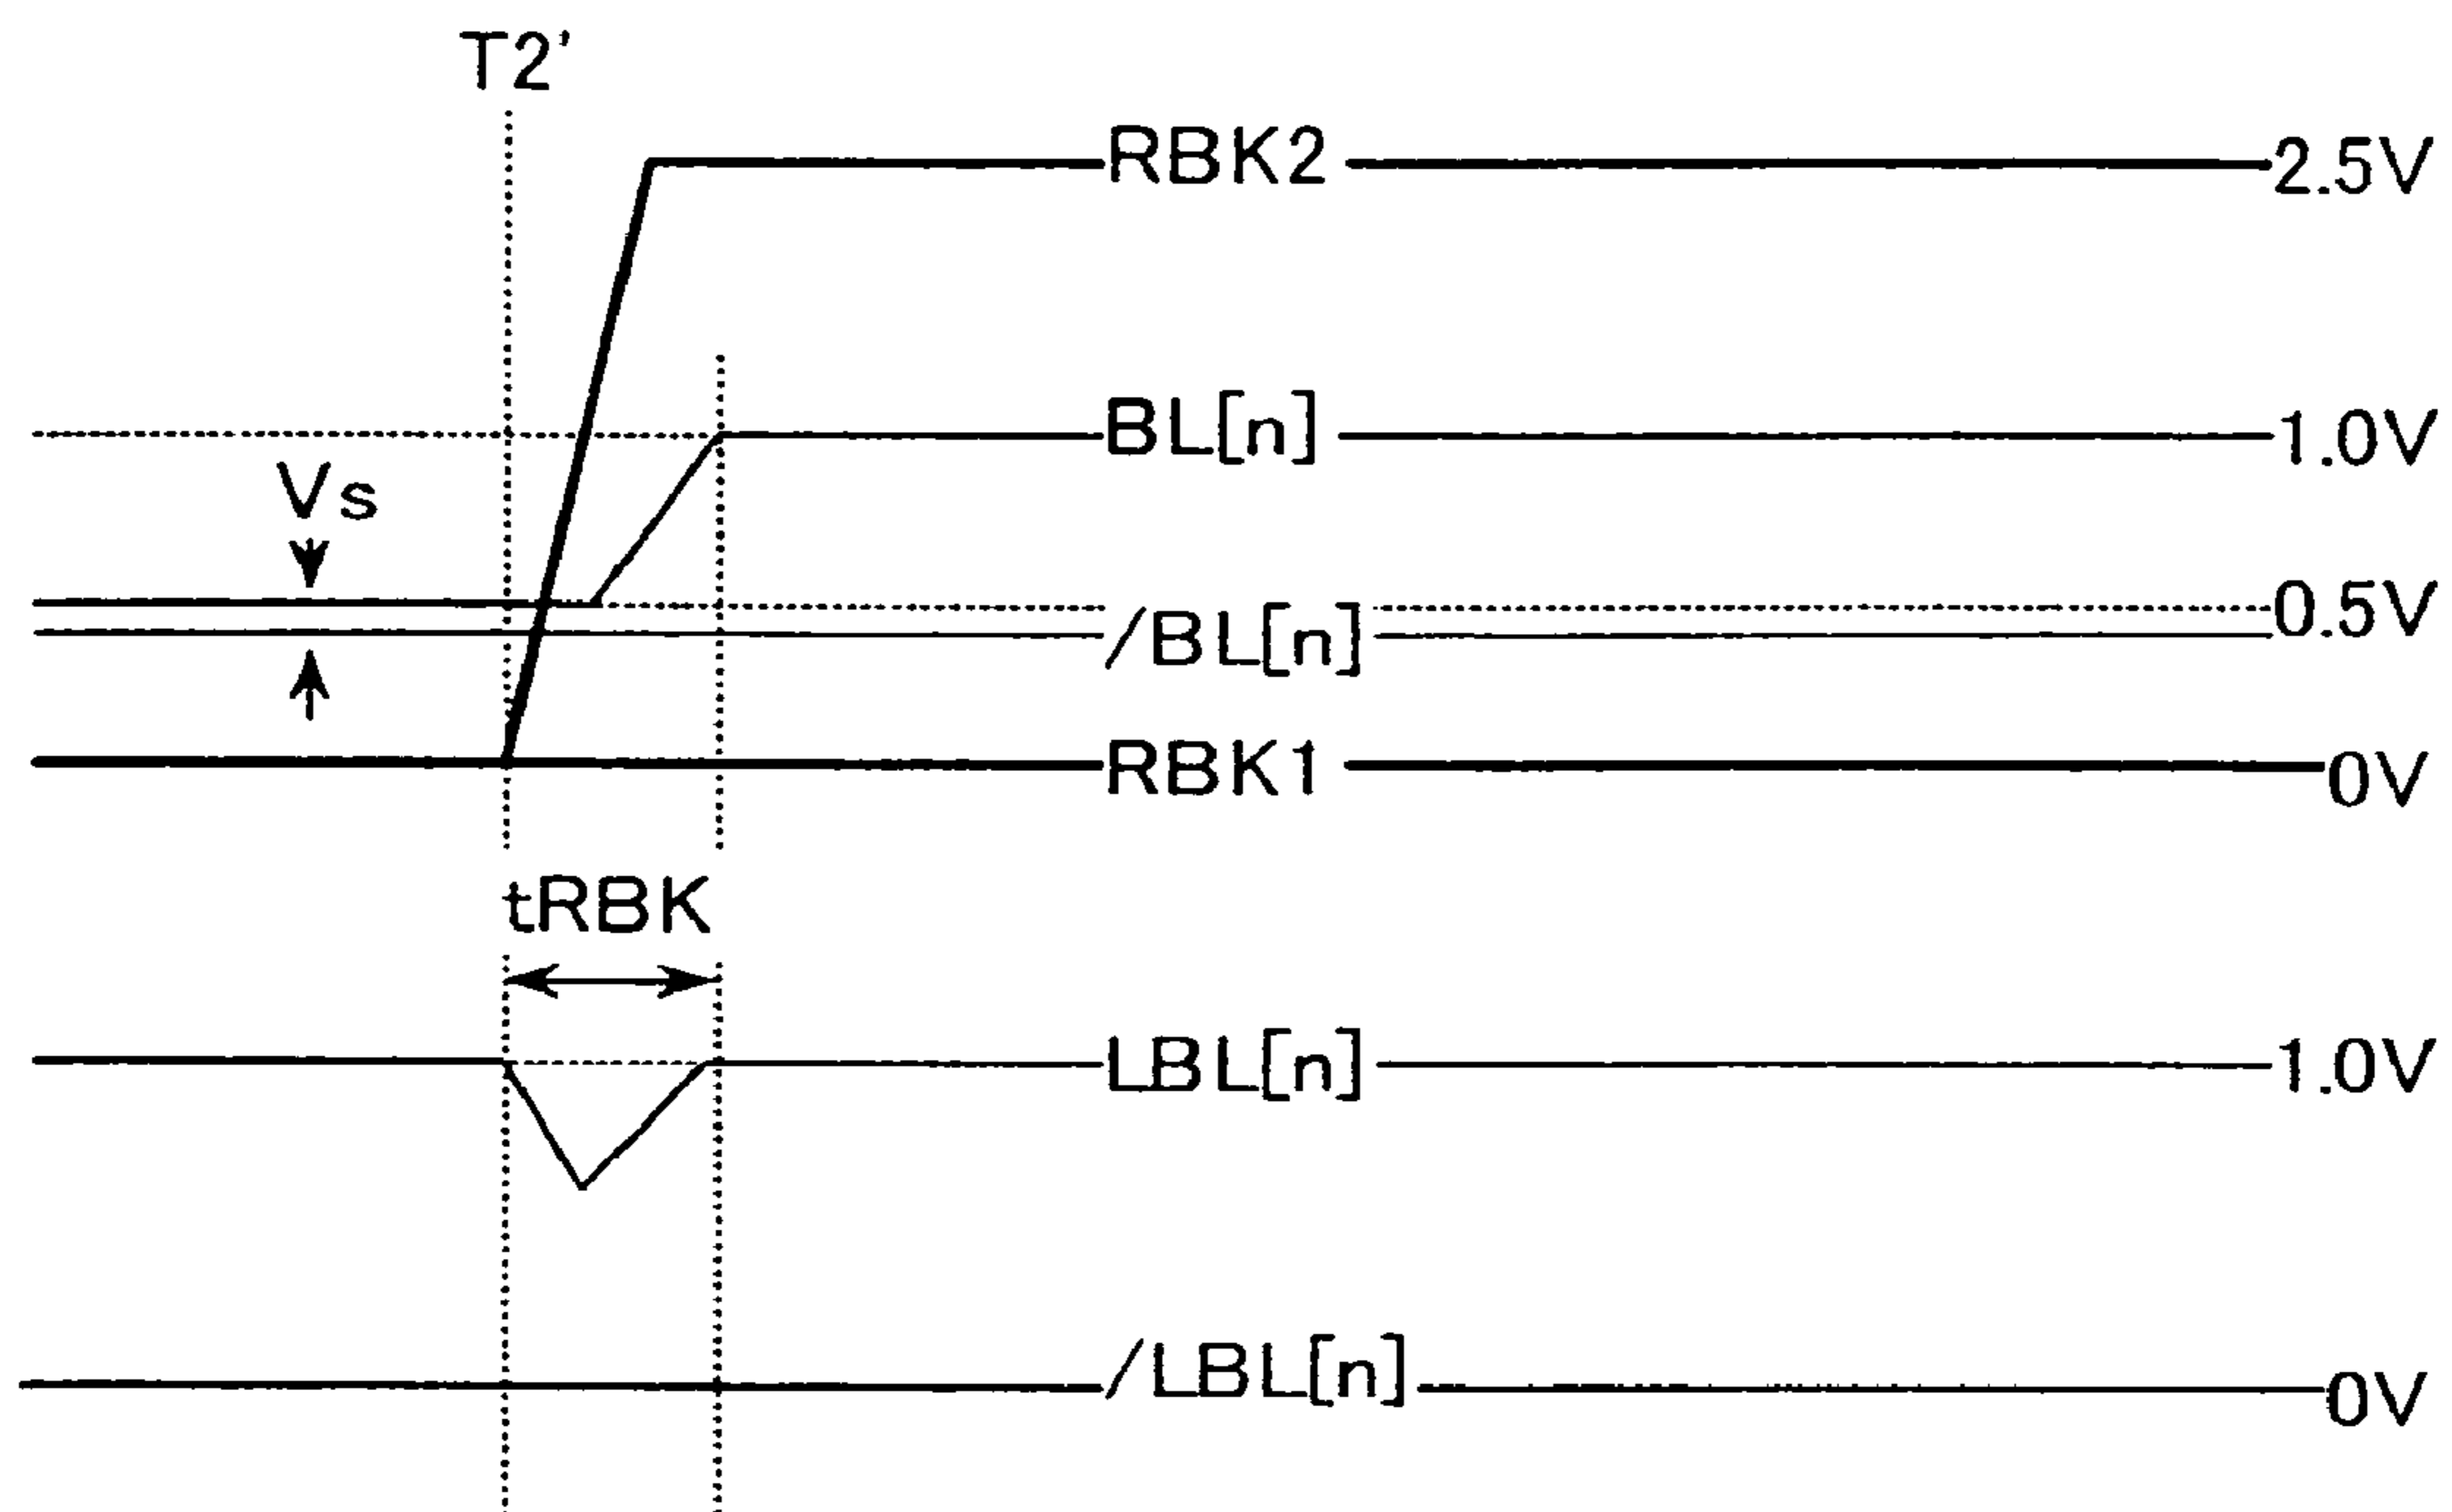 T2'
RBK2 2.5V
BL[n] 1.0V
Vs
/BL[n] 0.5V
RBK1 0V
tRBK
LBL[n] 1.0V
/LBL[n] 0V